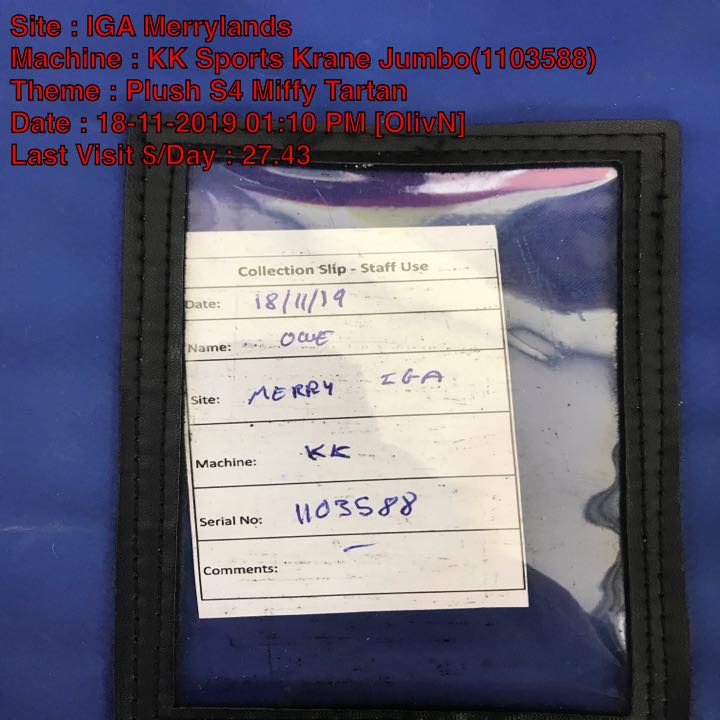 Site : IGA Merrylands
Machine : KK Sports Krane Jumbo(1103588)
Theme : Plush S4 Miffy Tartan
Date : 18-11-2019 01:10 PM [OlivN]
Last Visit $/Day : 27.43
Collection Slip - Staff Use
Date: 18/11/19
Name: OLLIE
Site: MERRY IGA
Machine: KK
Serial No: 1103588
Comments: –